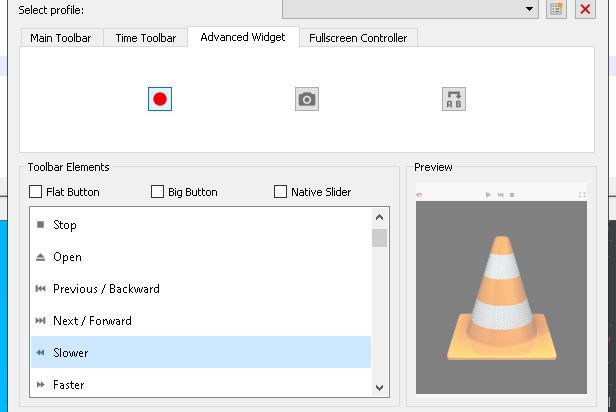 Select profile:
Main Toolbar
Time Toolbar
Advanced Widget
Fullscreen Controller
A B
Toolbar Elements
Flat Button
Big Button
Native Slider
Stop
Open
Previous / Backward
Next / Forward
Slower
Faster
Preview